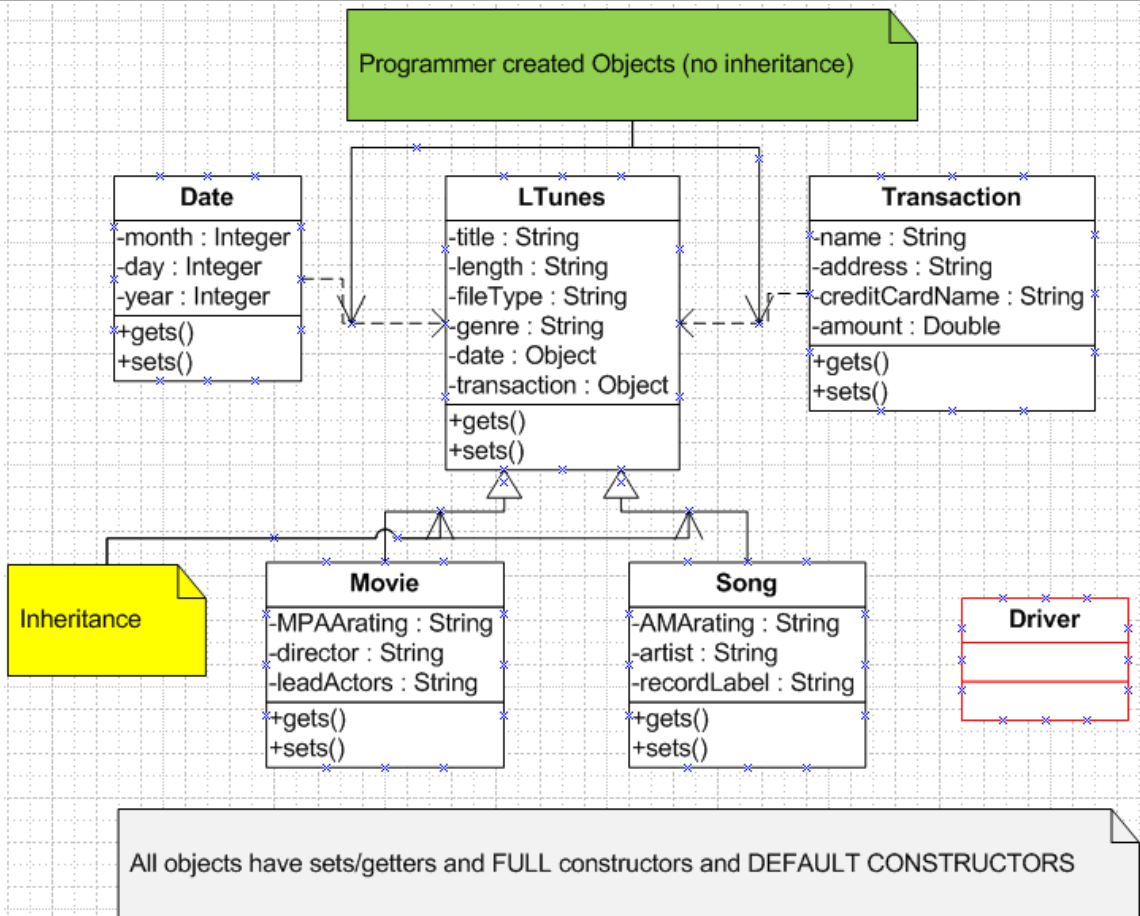 Programmer created Objects (no inheritance)
Date
-month : Integer
-day : Integer
-year : Integer
+gets()
+sets()
LTunes
-title : String
-length : String
-fileType : String
-genre : String
-date : Object
-transaction : Object
+gets()
+sets()
Transaction
-name : String
-address : String
-creditCardName : String
-amount : Double
+gets()
+sets()
Inheritance
Movie
-MPAArating : String
-director : String
-leadActors : String
+gets()
+sets()
Song
-AMArating : String
-artist : String
-recordLabel : String
+gets()
+sets()
Driver
All objects have sets/getters and FULL constructors and DEFAULT CONSTRUCTORS